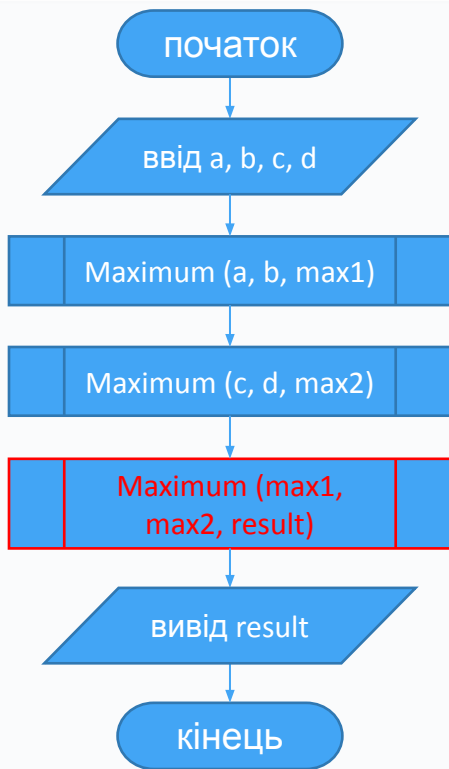 початок
ввід a, b, c, d
Maximum (a, b, max1)
Maximum (c, d, max2)
Maximum (max1,
max2, result)
вивід result
кінець